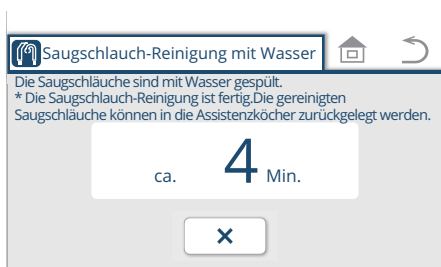 Saugschlauch-Reinigung mit Wasser
Die Saugschläuche sind mit Wasser gespült.
* Die Saugschlauch-Reinigung ist fertig.Die gereinigten
Saugschläuche können in die Assistenzköcher zurückgelegt werden.
ca. 4 Min.